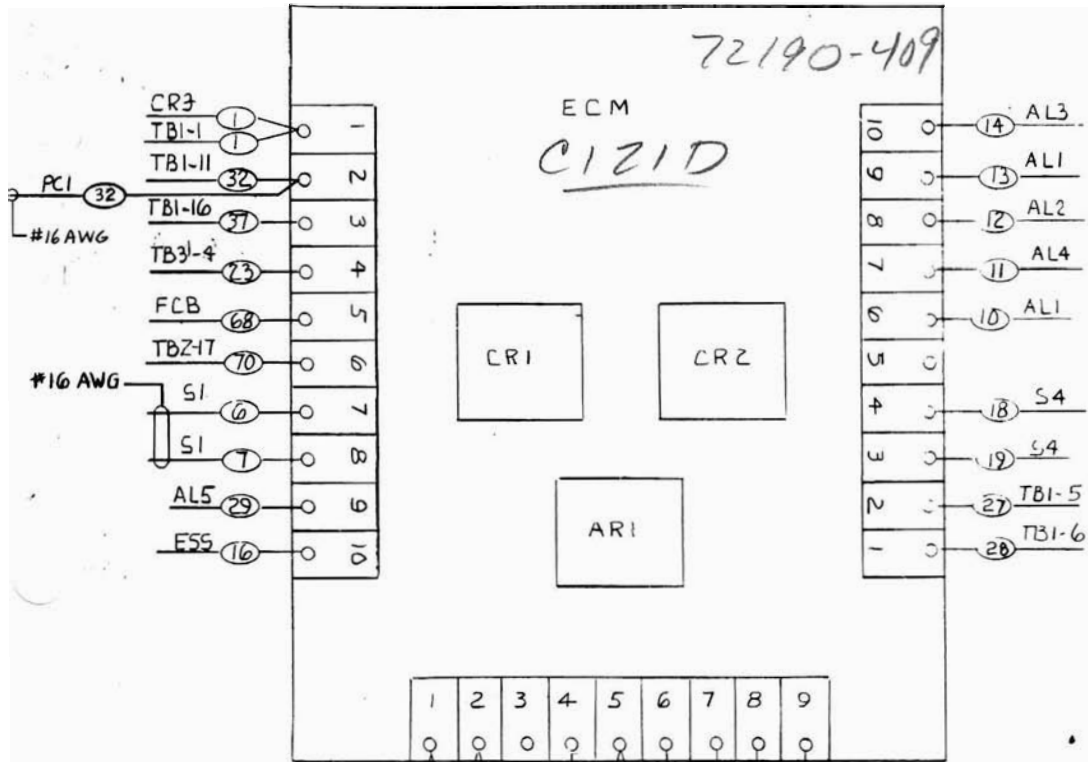 72190-409
ECM
C121D
CR3 1
TB1-1 1
TB1-11 32
PC1 32
#16 AWG
TB1-16 37
TB31-4 23
FCB 68
TB2-17 70
#16 AWG
S1 6
S1 7
AL5 29
ESS 16
1
2
3
4
5
6
7
8
9
10
10 14 AL3
9 13 AL1
8 12 AL2
7 11 AL4
6 10 AL1
5
4 18 S4
3 19 S4
2 27 TB1-5
1 28 TB1-6
CR1
CR2
AR1
1 2 3 4 5 6 7 8 9